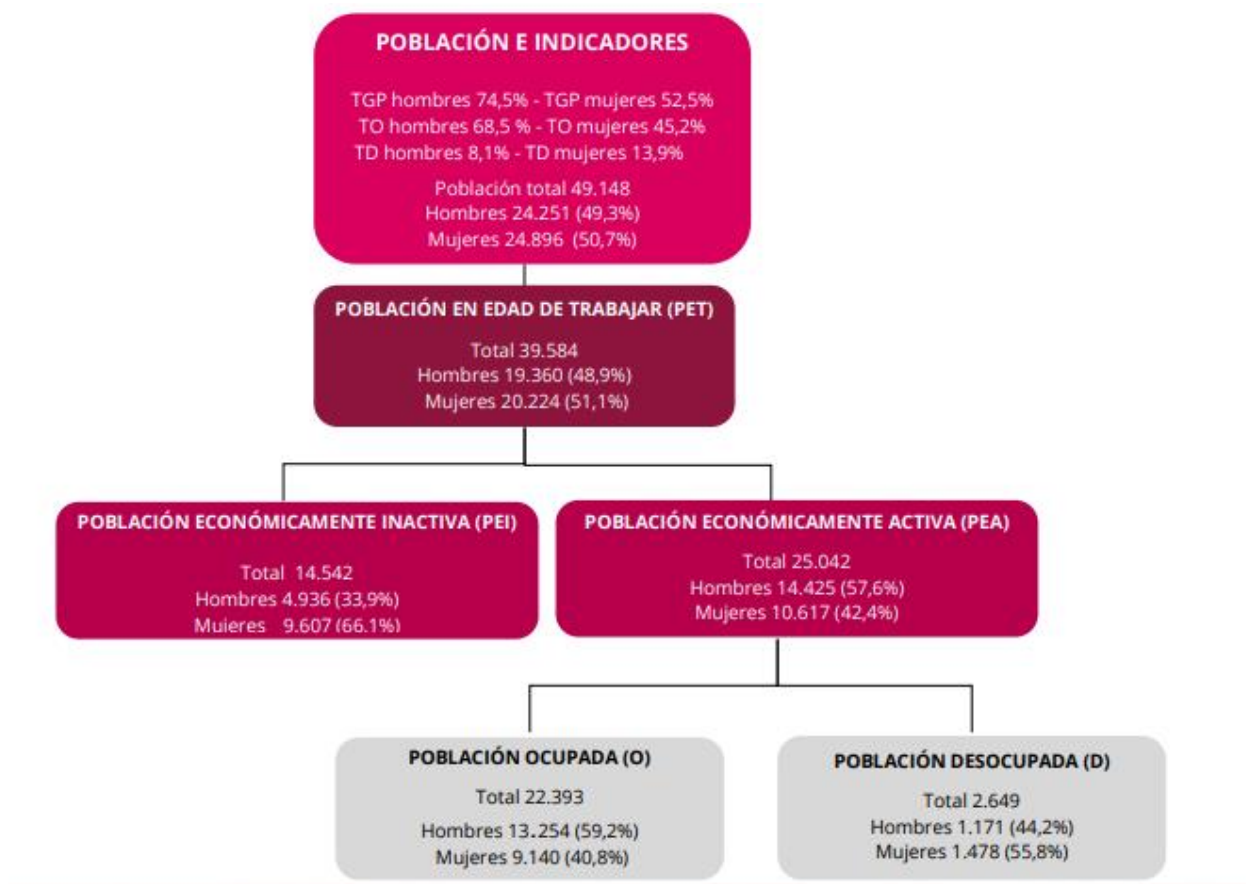 POBLACIÓN E INDICADORES
TGP hombres 74,5% - TGP mujeres 52,5%
TO hombres 68,5 % - TO mujeres 45,2%
TD hombres 8,1% - TD mujeres 13,9%
Población total 49.148
Hombres 24.251 (49,3%)
Mujeres 24.896 (50,7%)
POBLACIÓN EN EDAD DE TRABAJAR (PET)
Total 39.584
Hombres 19.360 (48,9%)
Mujeres 20.224 (51,1%)
POBLACIÓN ECONÓMICAMENTE INACTIVA (PEI)
Total 14.542
Hombres 4.936 (33,9%)
Mujeres 9.607 (66,1%)
POBLACIÓN ECONÓMICAMENTE ACTIVA (PEA)
Total 25.042
Hombres 14.425 (57,6%)
Mujeres 10.617 (42,4%)
POBLACIÓN OCUPADA (O)
Total 22.393
Hombres 13.254 (59,2%)
Mujeres 9.140 (40,8%)
POBLACIÓN DESOCUPADA (D)
Total 2.649
Hombres 1.171 (44,2%)
Mujeres 1.478 (55,8%)